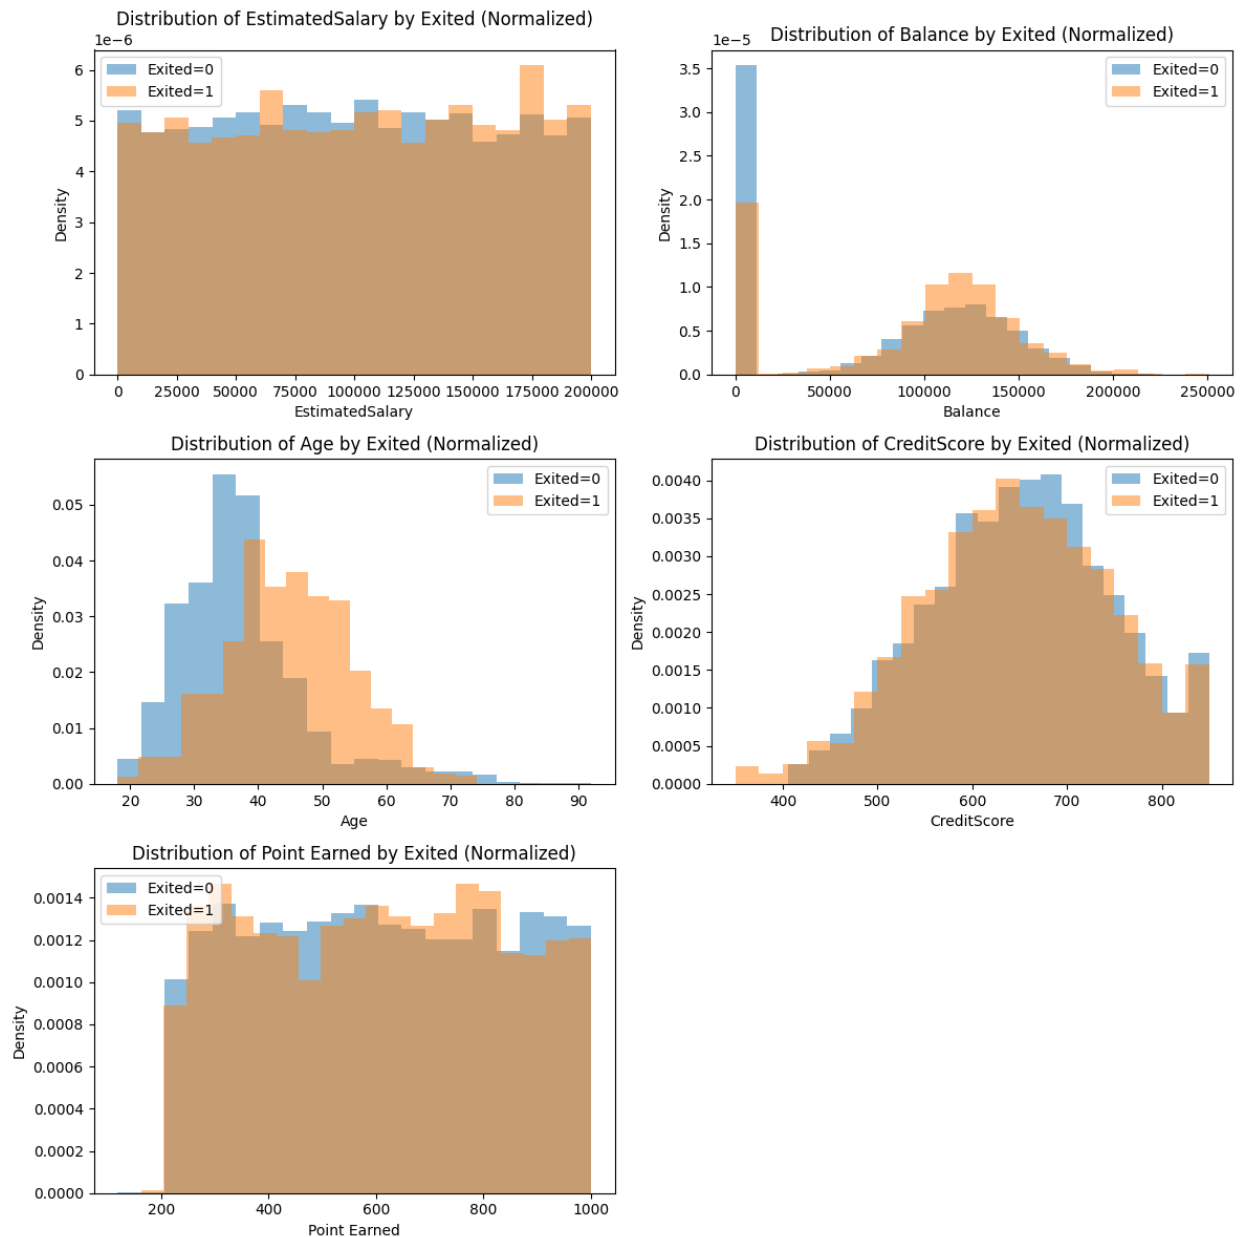 Distribution of EstimatedSalary by Exited (Normalized)
1e−6
Exited=0
Exited=1
6
5
4
3
2
1
0
Density
0 25000 50000 75000 100000 125000 150000 175000 200000
EstimatedSalary
Distribution of Balance by Exited (Normalized)
1e−5
Exited=0
Exited=1
3.5
3.0
2.5
2.0
1.5
1.0
0.5
0.0
Density
0 50000 100000 150000 200000 250000
Balance
Distribution of Age by Exited (Normalized)
Exited=0
Exited=1
0.05
0.04
0.03
0.02
0.01
0.00
Density
20 30 40 50 60 70 80 90
Age
Distribution of CreditScore by Exited (Normalized)
Exited=0
Exited=1
0.0040
0.0035
0.0030
0.0025
0.0020
0.0015
0.0010
0.0005
0.0000
Density
400 500 600 700 800
CreditScore
Distribution of Point Earned by Exited (Normalized)
Exited=0
Exited=1
0.0014
0.0012
0.0010
0.0008
0.0006
0.0004
0.0002
0.0000
Density
200 400 600 800 1000
Point Earned